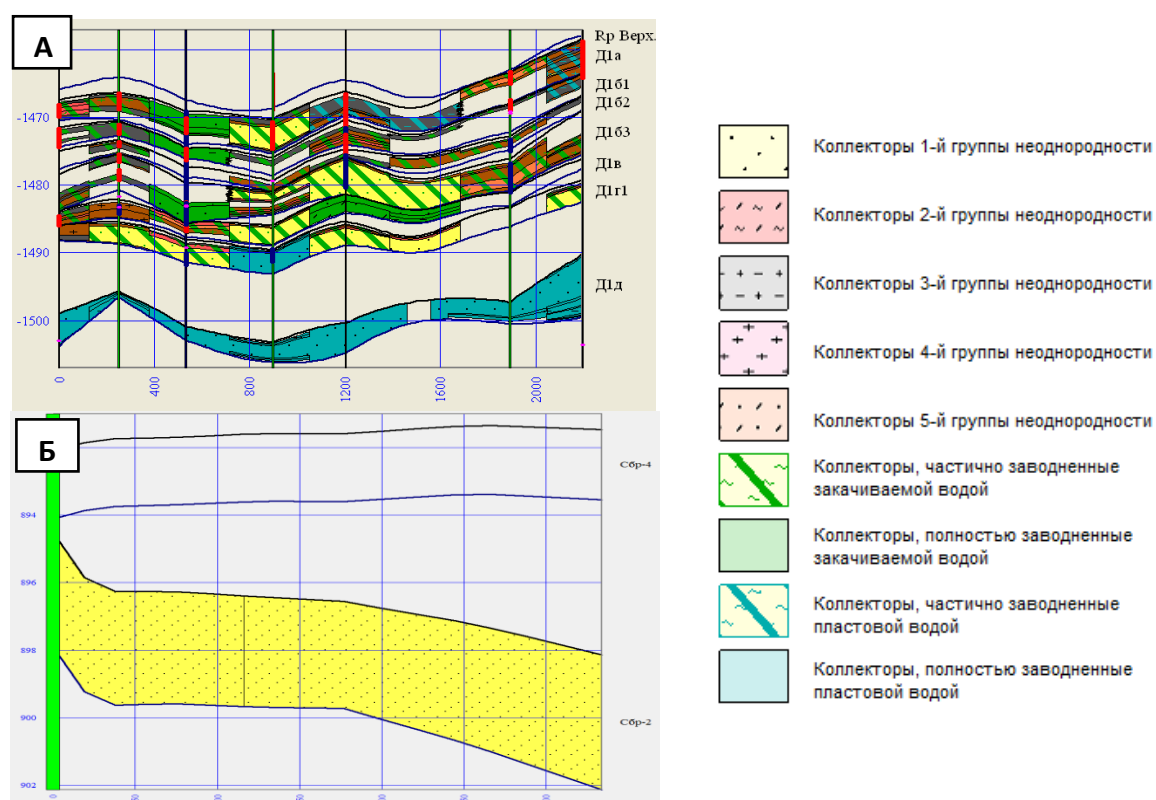 А
Rp Верх.
Д1а
Д1б1
Д1б2
Д1б3
Д1в
Д1г1
Д1д
-1470
-1480
-1490
-1500
0
400
800
1200
1600
2000
Б
Сбр-4
894
896
898
900
Сбр-2
902
Коллекторы 1-й группы неоднородности
Коллекторы 2-й группы неоднородности
Коллекторы 3-й группы неоднородности
Коллекторы 4-й группы неоднородности
Коллекторы 5-й группы неоднородности
Коллекторы, частично заводненные
закачиваемой водой
Коллекторы, полностью заводненные
закачиваемой водой
Коллекторы, частично заводненные
пластовой водой
Коллекторы, полностью заводненные
пластовой водой